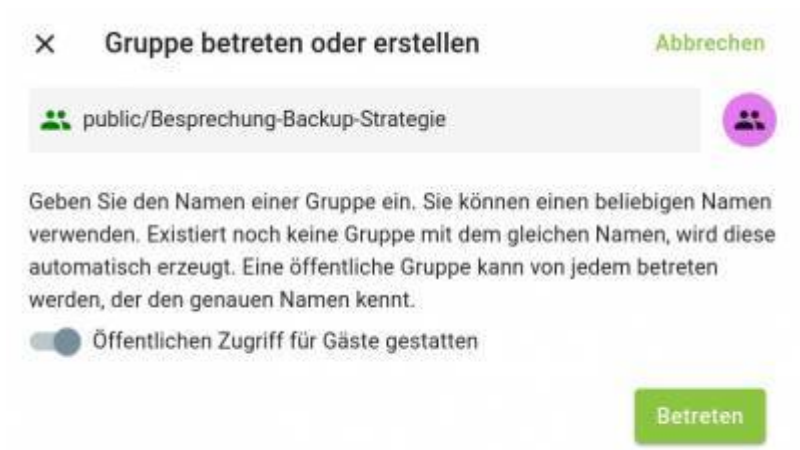 Gruppe betreten oder erstellen
Abbrechen
public/Besprechung-Backup-Strategie
Geben Sie den Namen einer Gruppe ein. Sie können einen beliebigen Namen
verwenden. Existiert noch keine Gruppe mit dem gleichen Namen, wird diese
automatisch erzeugt. Eine öffentliche Gruppe kann von jedem betreten
werden, der den genauen Namen kennt.
Öffentlichen Zugriff für Gäste gestatten
Betreten